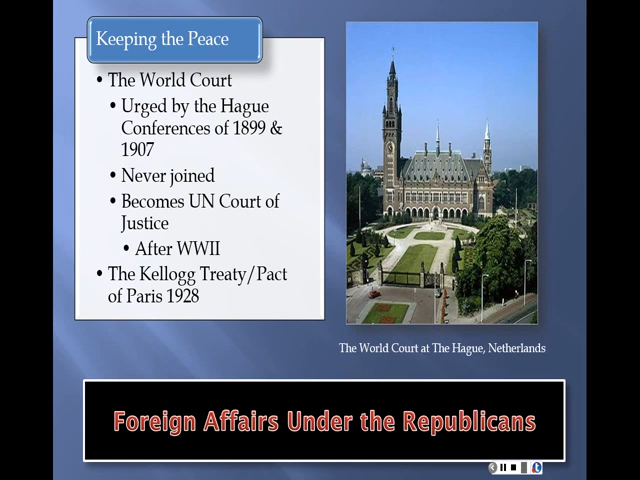 Keeping the Peace
• The World Court
• Urged by the Hague
Conferences of 1899 &
1907
• Never joined
• Becomes UN Court of
Justice
• After WWII
• The Kellogg Treaty/Pact
of Paris 1928
The World Court at The Hague, Netherlands
Foreign Affairs Under the Republicans